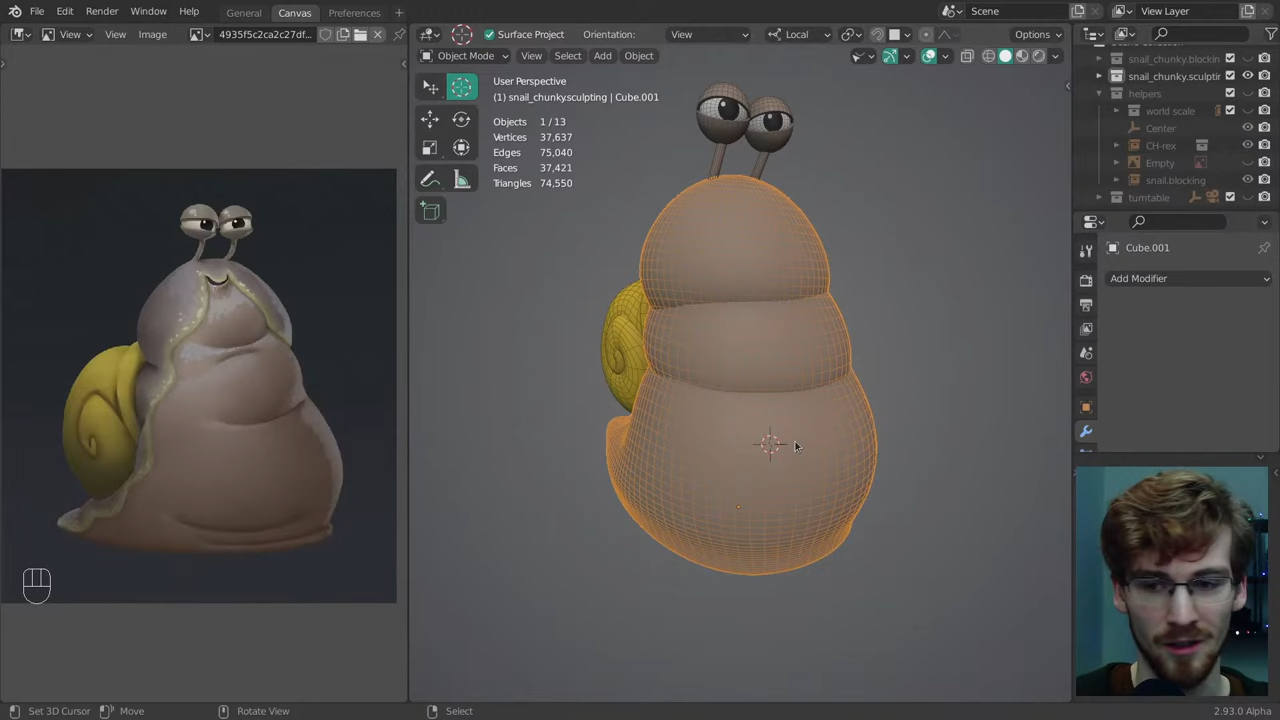 File Edit Render Window Help General Canvas Preferences + Scene View Layer
View View Image 4935f5c2ca2c27df... Surface Project Orientation: View Local Options
Object Mode View Select Add Object
User Perspective
(1) snail_chunky.sculpting | Cube.001
Objects 1 / 13
Vertices 37,637
Edges 75,040
Faces 37,421
Triangles 74,550
snail_chunky.blockin
snail_chunky.sculptin
helpers
world scale
Center
CH-rex
Empty
snail.blocking
turntable
Cube.001
Add Modifier
Set 3D Cursor Move Rotate View Select 2.93.0 Alpha